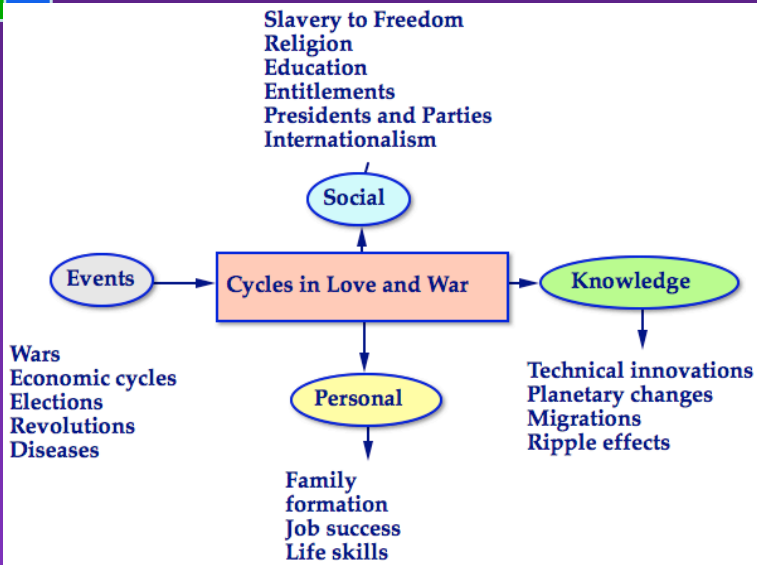 Slavery to Freedom
Religion
Education
Entitlements
Presidents and Parties
Internationalism
Social
Events
Cycles in Love and War
Knowledge
Wars
Economic cycles
Elections
Revolutions
Diseases
Personal
Technical innovations
Planetary changes
Migrations
Ripple effects
Family
formation
Job success
Life skills